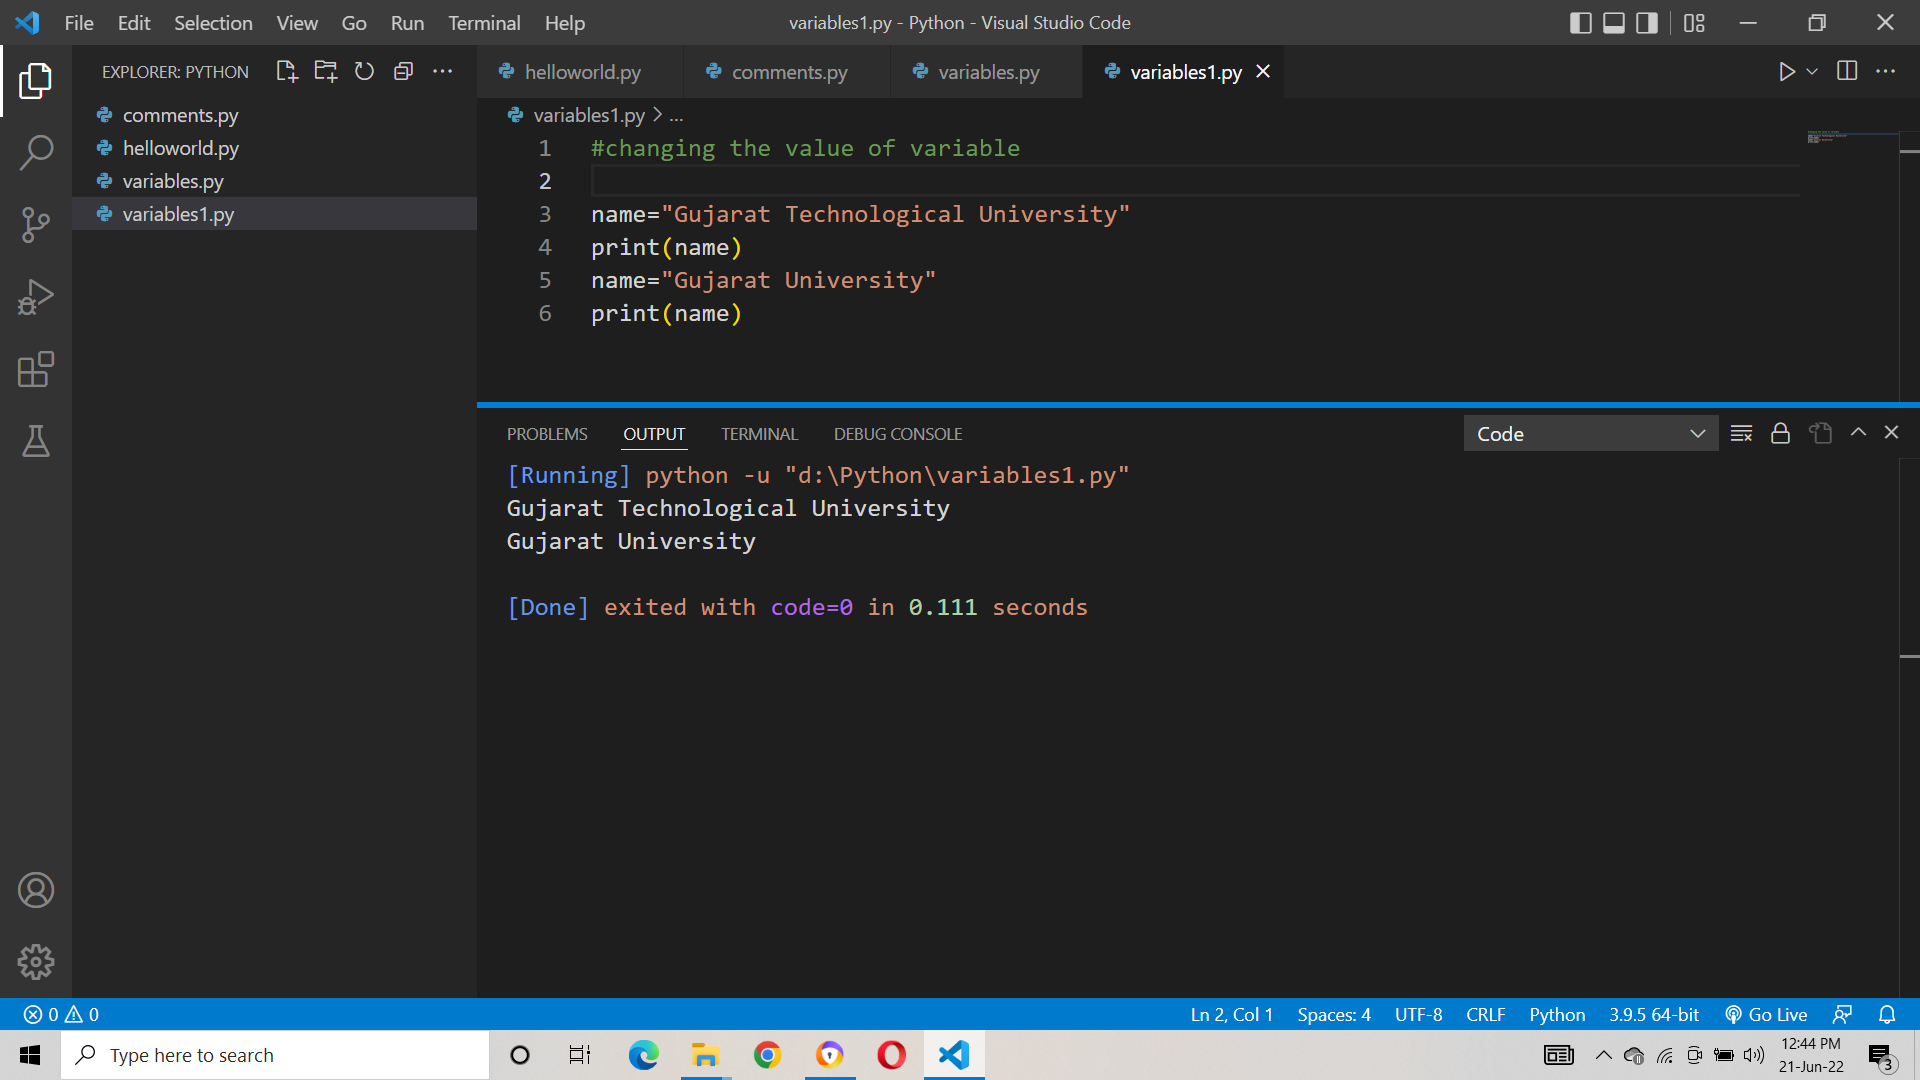 File Edit Selection View Go Run Terminal Help
variables1.py - Python - Visual Studio Code
EXPLORER: PYTHON
comments.py
helloworld.py
variables.py
variables1.py
helloworld.py comments.py variables.py variables1.py
variables1.py > ...
1 #changing the value of variable
2
3 name="Gujarat Technological University"
4 print(name)
5 name="Gujarat University"
6 print(name)
PROBLEMS OUTPUT TERMINAL DEBUG CONSOLE
Code
[Running] python -u "d:\Python\variables1.py"
Gujarat Technological University
Gujarat University
[Done] exited with code=0 in 0.111 seconds
0 0
Ln 2, Col 1 Spaces: 4 UTF-8 CRLF Python 3.9.5 64-bit Go Live
Type here to search
12:44 PM
21-Jun-22
3